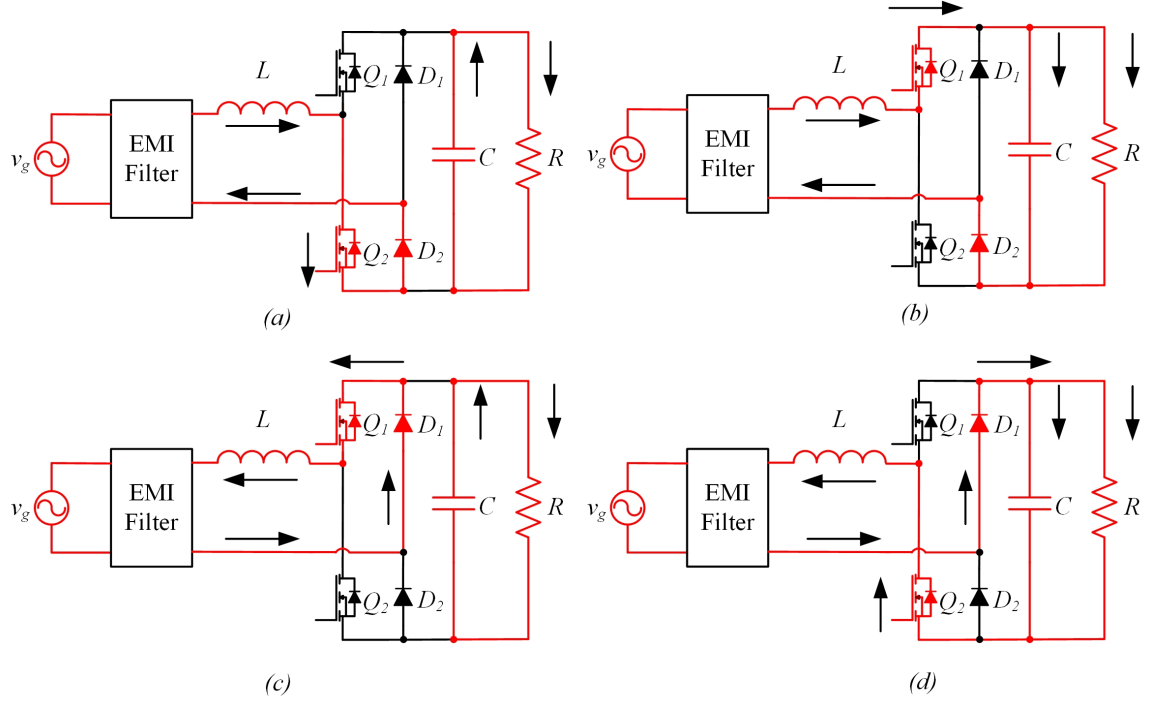 L
Q1
D1
vg
EMI
Filter
C
R
Q2
D2
(a)
L
Q1
D1
vg
EMI
Filter
C
R
Q2
D2
(b)
L
Q1
D1
vg
EMI
Filter
C
R
Q2
D2
(c)
L
Q1
D1
vg
EMI
Filter
C
R
Q2
D2
(d)